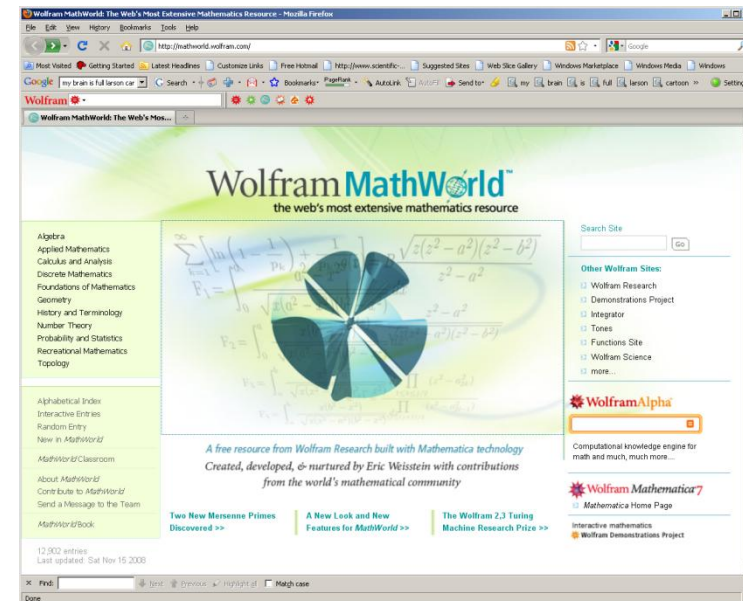 Wolfram MathWorld: The Web's Most Extensive Mathematics Resource - Mozilla Firefox
File Edit View History Bookmarks Tools Help
http://mathworld.wolfram.com/
Google
Most Visited Getting Started Latest Headlines Customize Links Free Hotmail http://www.scientific-... Suggested Sites Web Slice Gallery Windows Marketplace Windows Media Windows
Google my brain is full larson car Search Bookmarks PageRank AutoLink AutoFill Send to my brain is full larson cartoon » Setting
Wolfram
Wolfram MathWorld: The Web's Mos...
Wolfram MathWorld™
the web's most extensive mathematics resource
Algebra
Applied Mathematics
Calculus and Analysis
Discrete Mathematics
Foundations of Mathematics
Geometry
History and Terminology
Number Theory
Probability and Statistics
Recreational Mathematics
Topology
Alphabetical Index
Interactive Entries
Random Entry
New in MathWorld
MathWorld Classroom
About MathWorld
Contribute to MathWorld
Send a Message to the Team
MathWorld Book
12,902 entries
Last updated: Sat Nov 15 2008
A free resource from Wolfram Research built with Mathematica technology
Created, developed, & nurtured by Eric Weisstein with contributions
from the world's mathematical community
Two New Mersenne Primes
Discovered >>
A New Look and New
Features for MathWorld >>
The Wolfram 2,3 Turing
Machine Research Prize >>
Search Site
Go
Other Wolfram Sites:
Wolfram Research
Demonstrations Project
Integrator
Tones
Functions Site
Wolfram Science
more...
WolframAlpha
Computational knowledge engine for
math and much, much more...
Wolfram Mathematica 7
Mathematica Home Page
Interactive mathematics
Wolfram Demonstrations Project
Find: Next Previous Highlight all Match case
Done